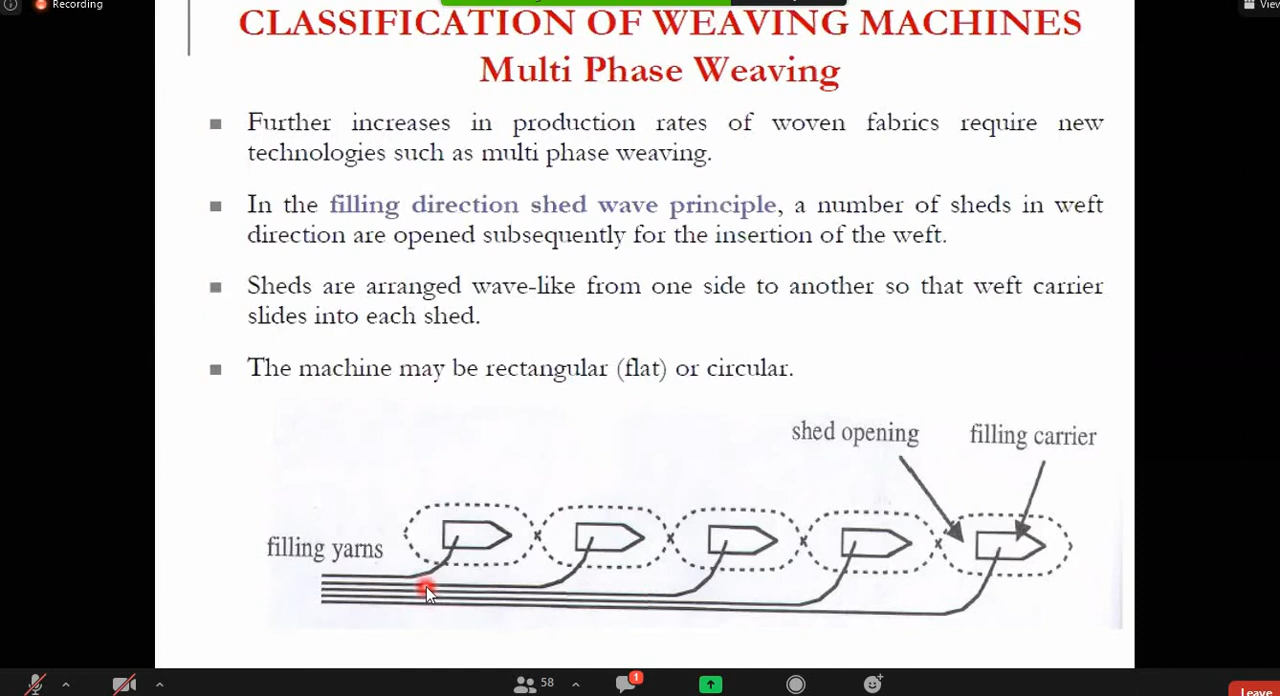 Recording
View
CLASSIFICATION OF WEAVING MACHINES
Multi Phase Weaving
Further increases in production rates of woven fabrics require new
technologies such as multi phase weaving.
In the filling direction shed wave principle, a number of sheds in weft
direction are opened subsequently for the insertion of the weft.
Sheds are arranged wave-like from one side to another so that weft carrier
slides into each shed.
The machine may be rectangular (flat) or circular.
shed opening
filling carrier
filling yarns
58
1
Leave